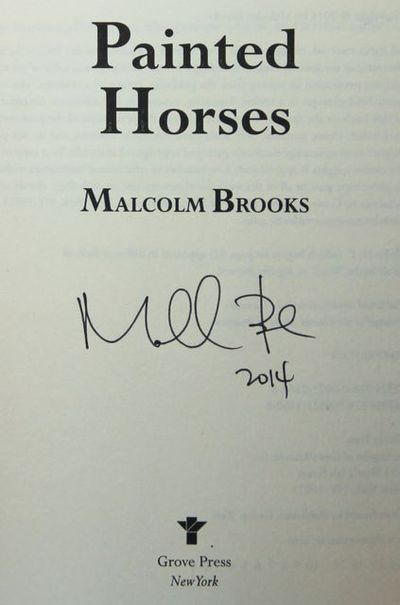 Painted
Horses
MALCOLM BROOKS
2014
Grove Press
New York